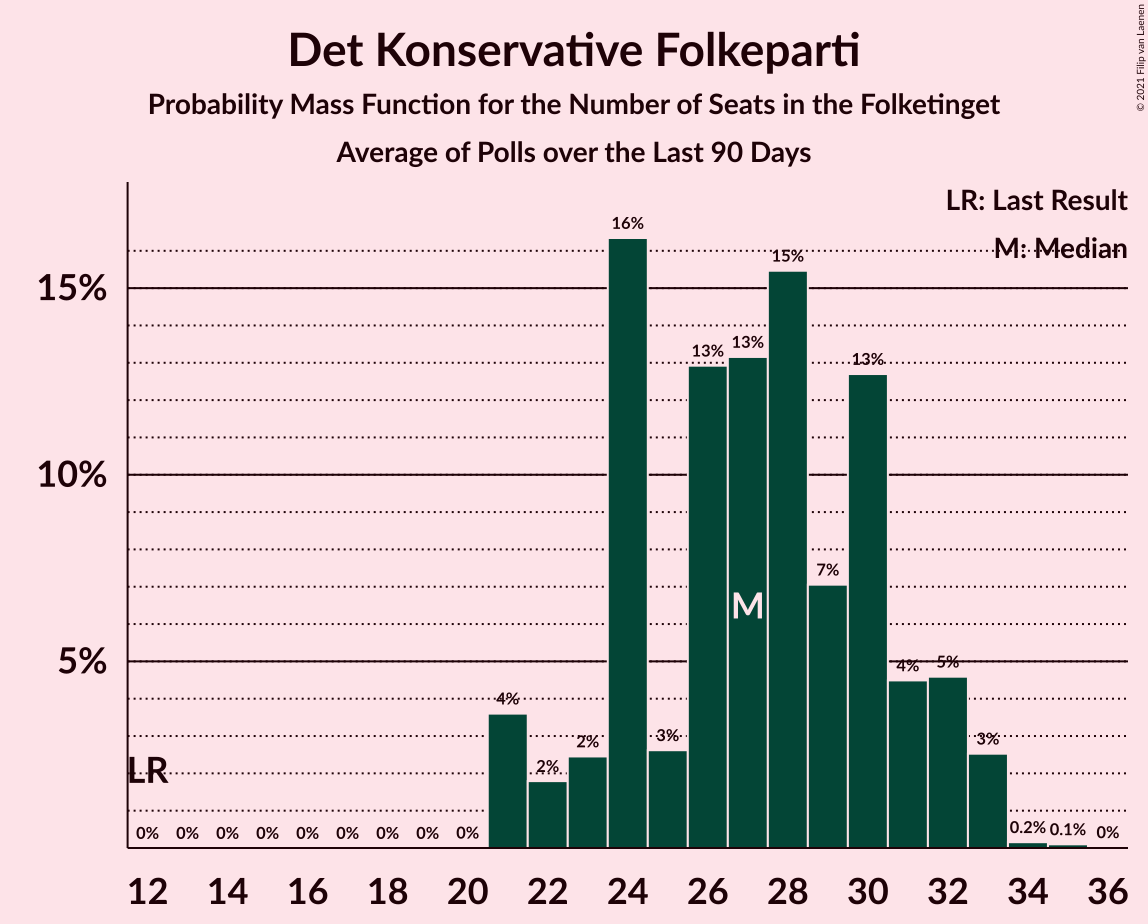 Det Konservative Folkeparti
Probability Mass Function for the Number of Seats in the Folketinget
Average of Polls over the Last 90 Days
© 2021 Filip van Laenen
LR: Last Result
M: Median
15%
10%
5%
0% 0% 0% 0% 0% 0% 0% 0% 0% 4% 2% 2% 16% 3% 13% 13% 15% 7% 13% 4% 5% 3% 0.2% 0.1% 0%
LR
M
12 14 16 18 20 22 24 26 28 30 32 34 36